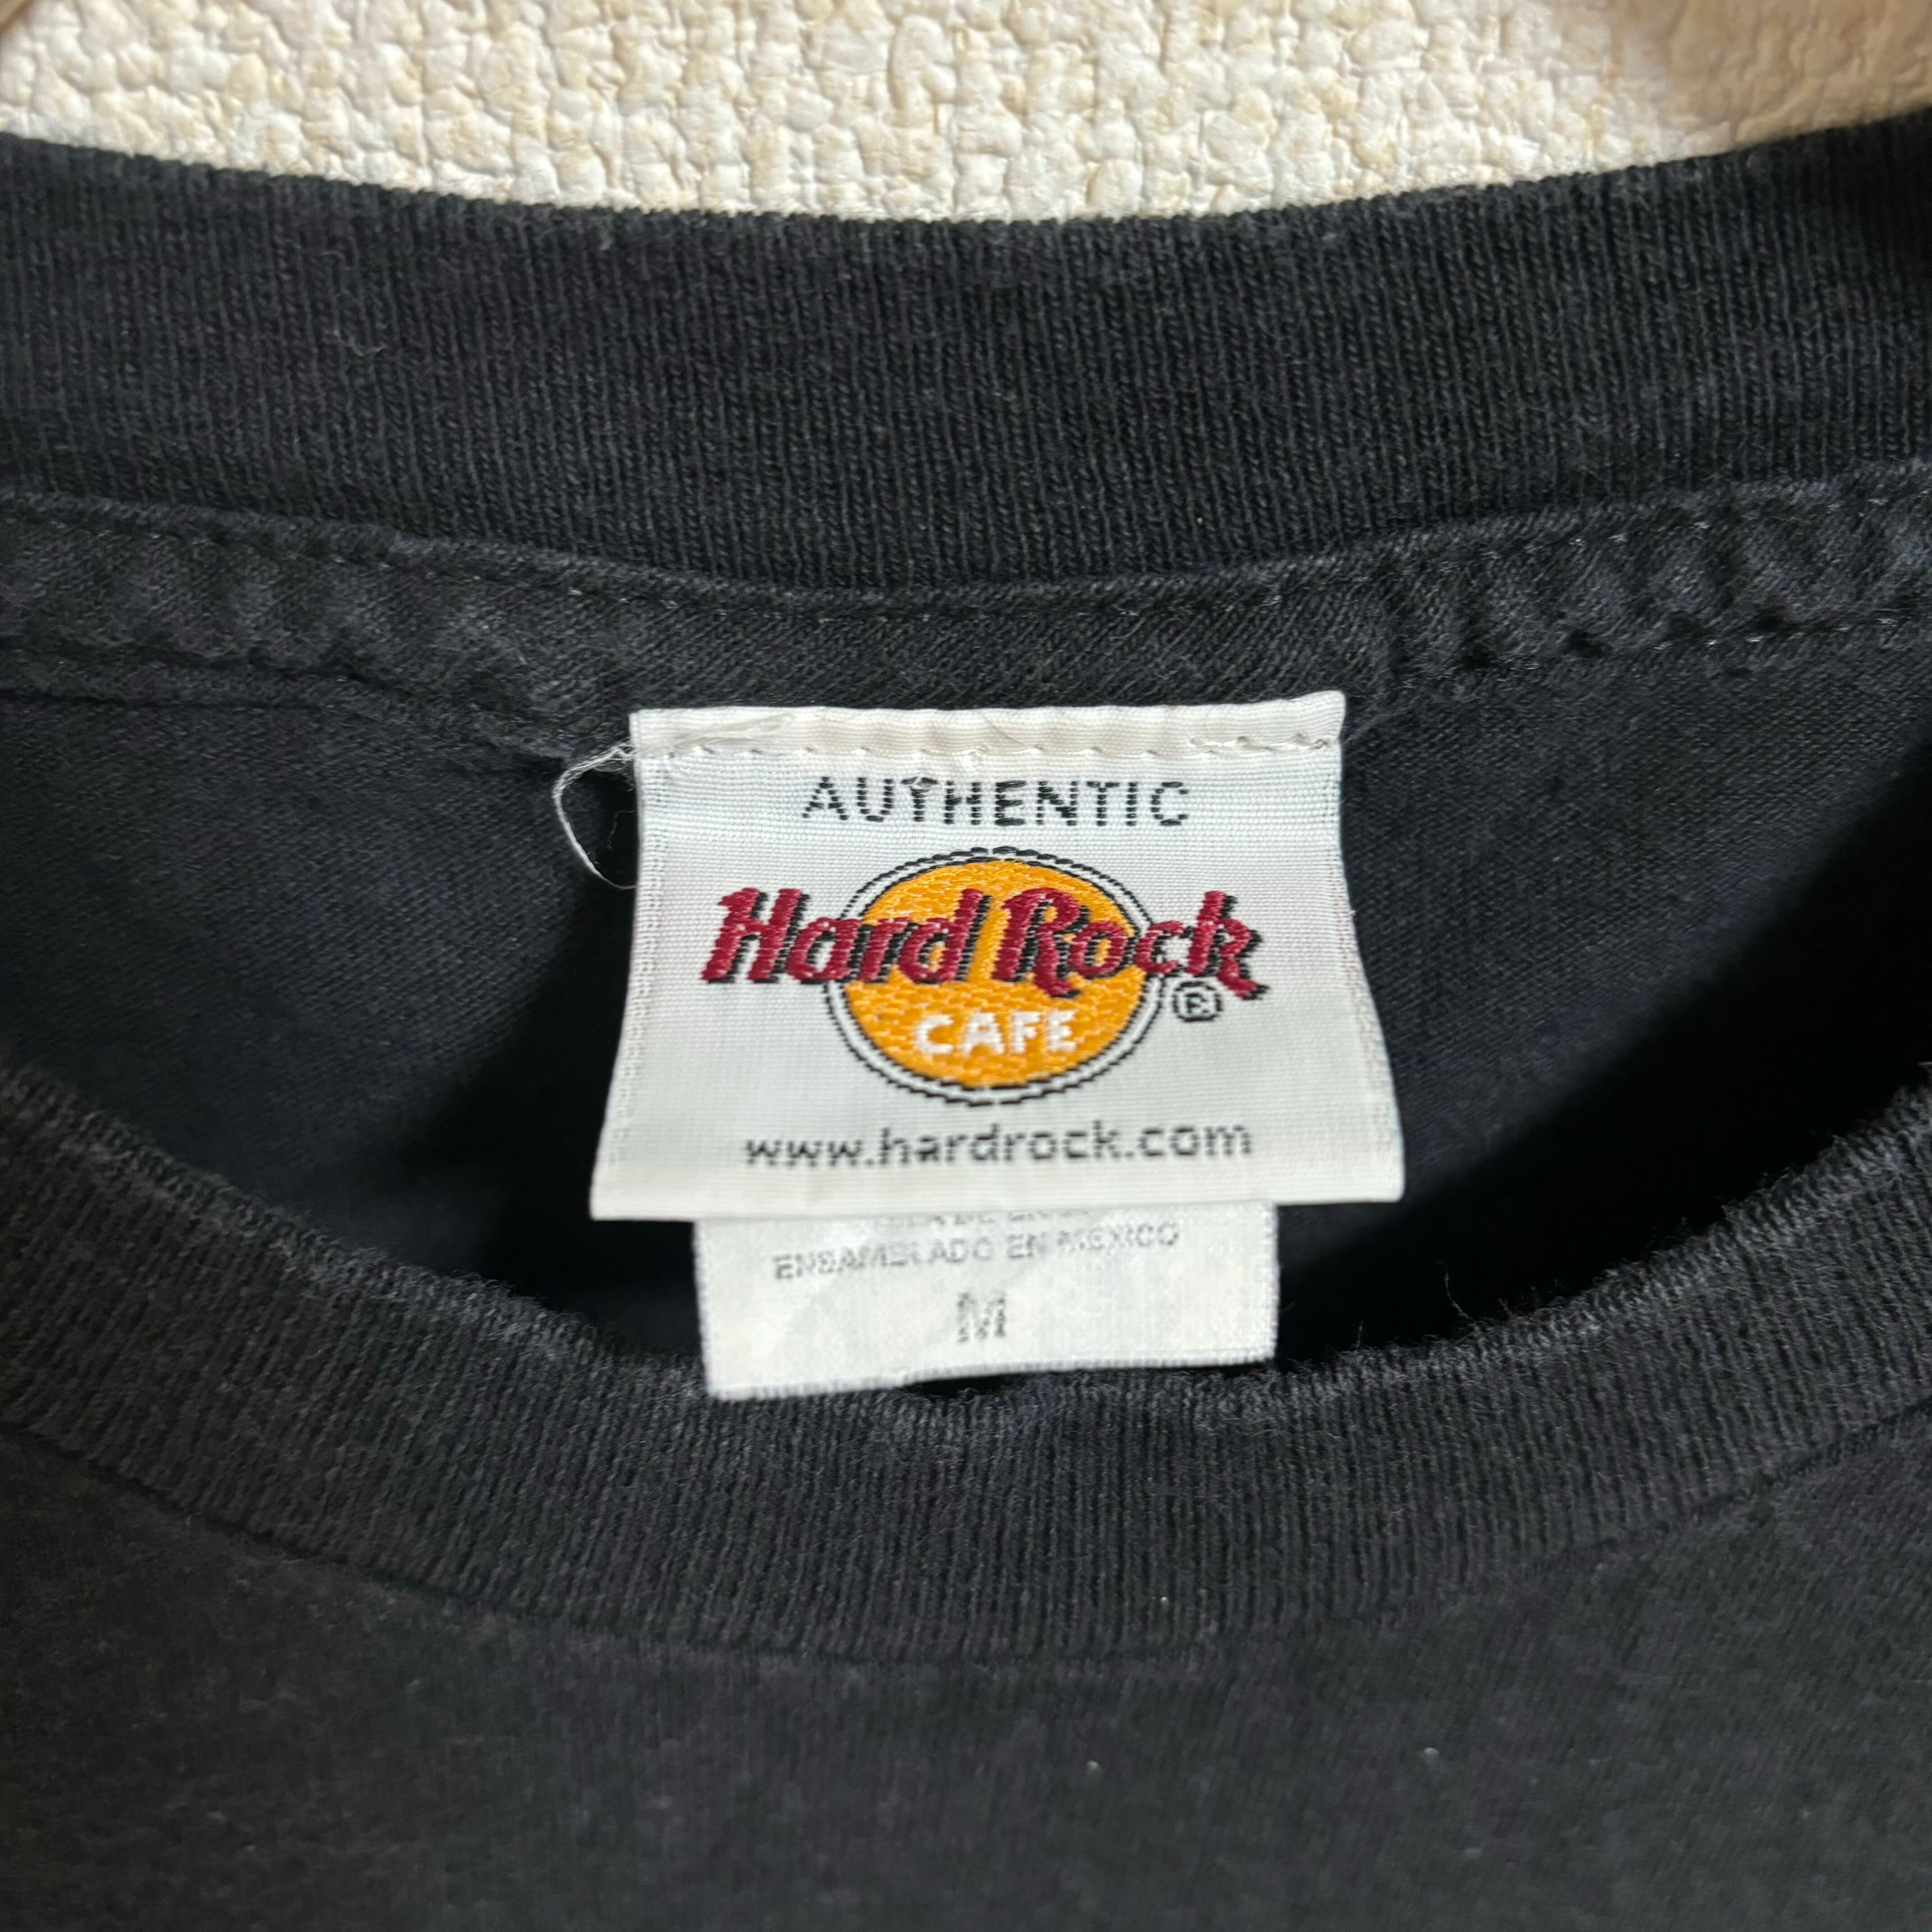 AUTHENTIC
Hard Rock
CAFE
®
www.hardrock.com
ENSAMBLADO EN MEXICO
M